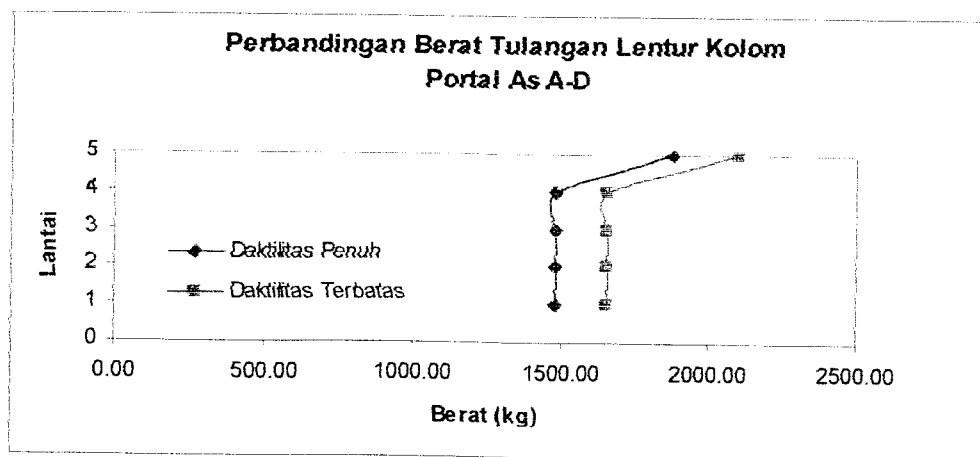 Perbandingan Berat Tulangan Lentur Kolom
Portal As A-D
5
4
3
2
1
0
Lantai
Daktilitas Penuh
Daktilitas Terbatas
0.00 500.00 1000.00 1500.00 2000.00 2500.00
Berat (kg)